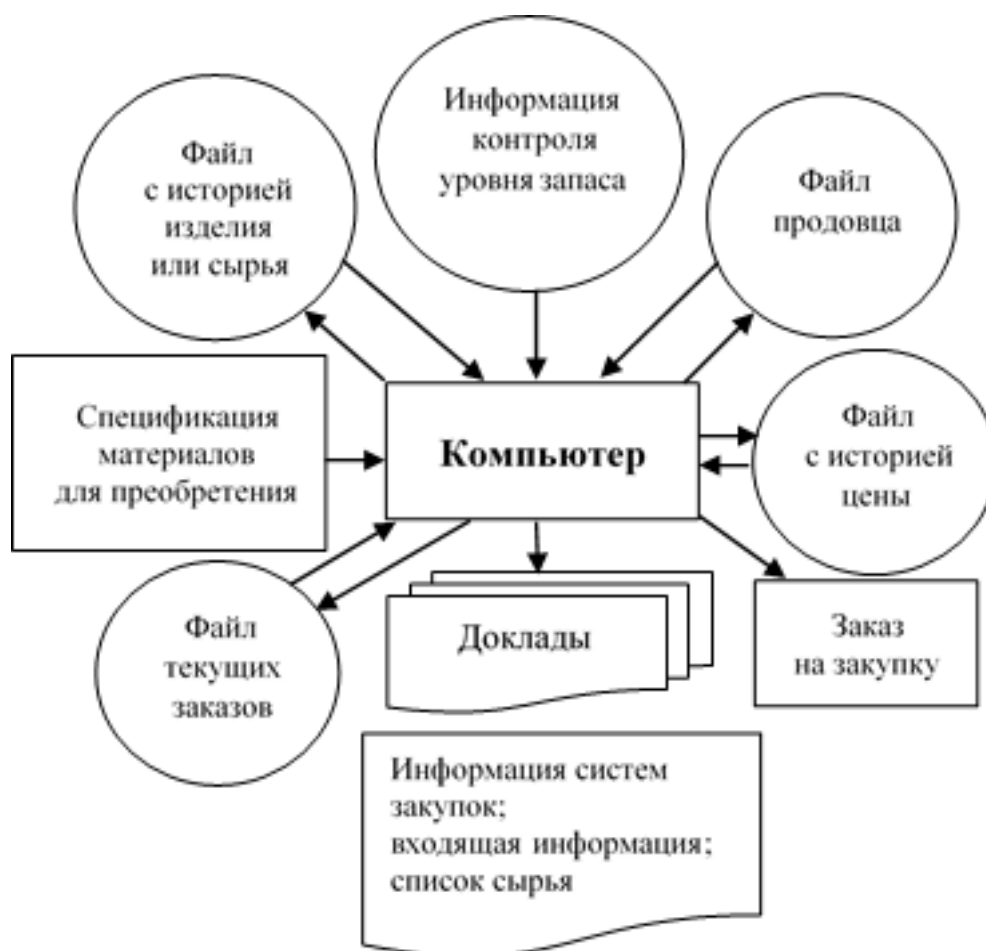 Информация
контроля
уровня запаса
Файл
с историей
изделия
или сырья
Файл
продовца
Спецификация
материалов
для преобретения
Компьютер
Файл
с историей
цены
Файл
текущих
заказов
Доклады
Заказ
на закупку
Информация систем
закупок;
входящая информация;
список сырья